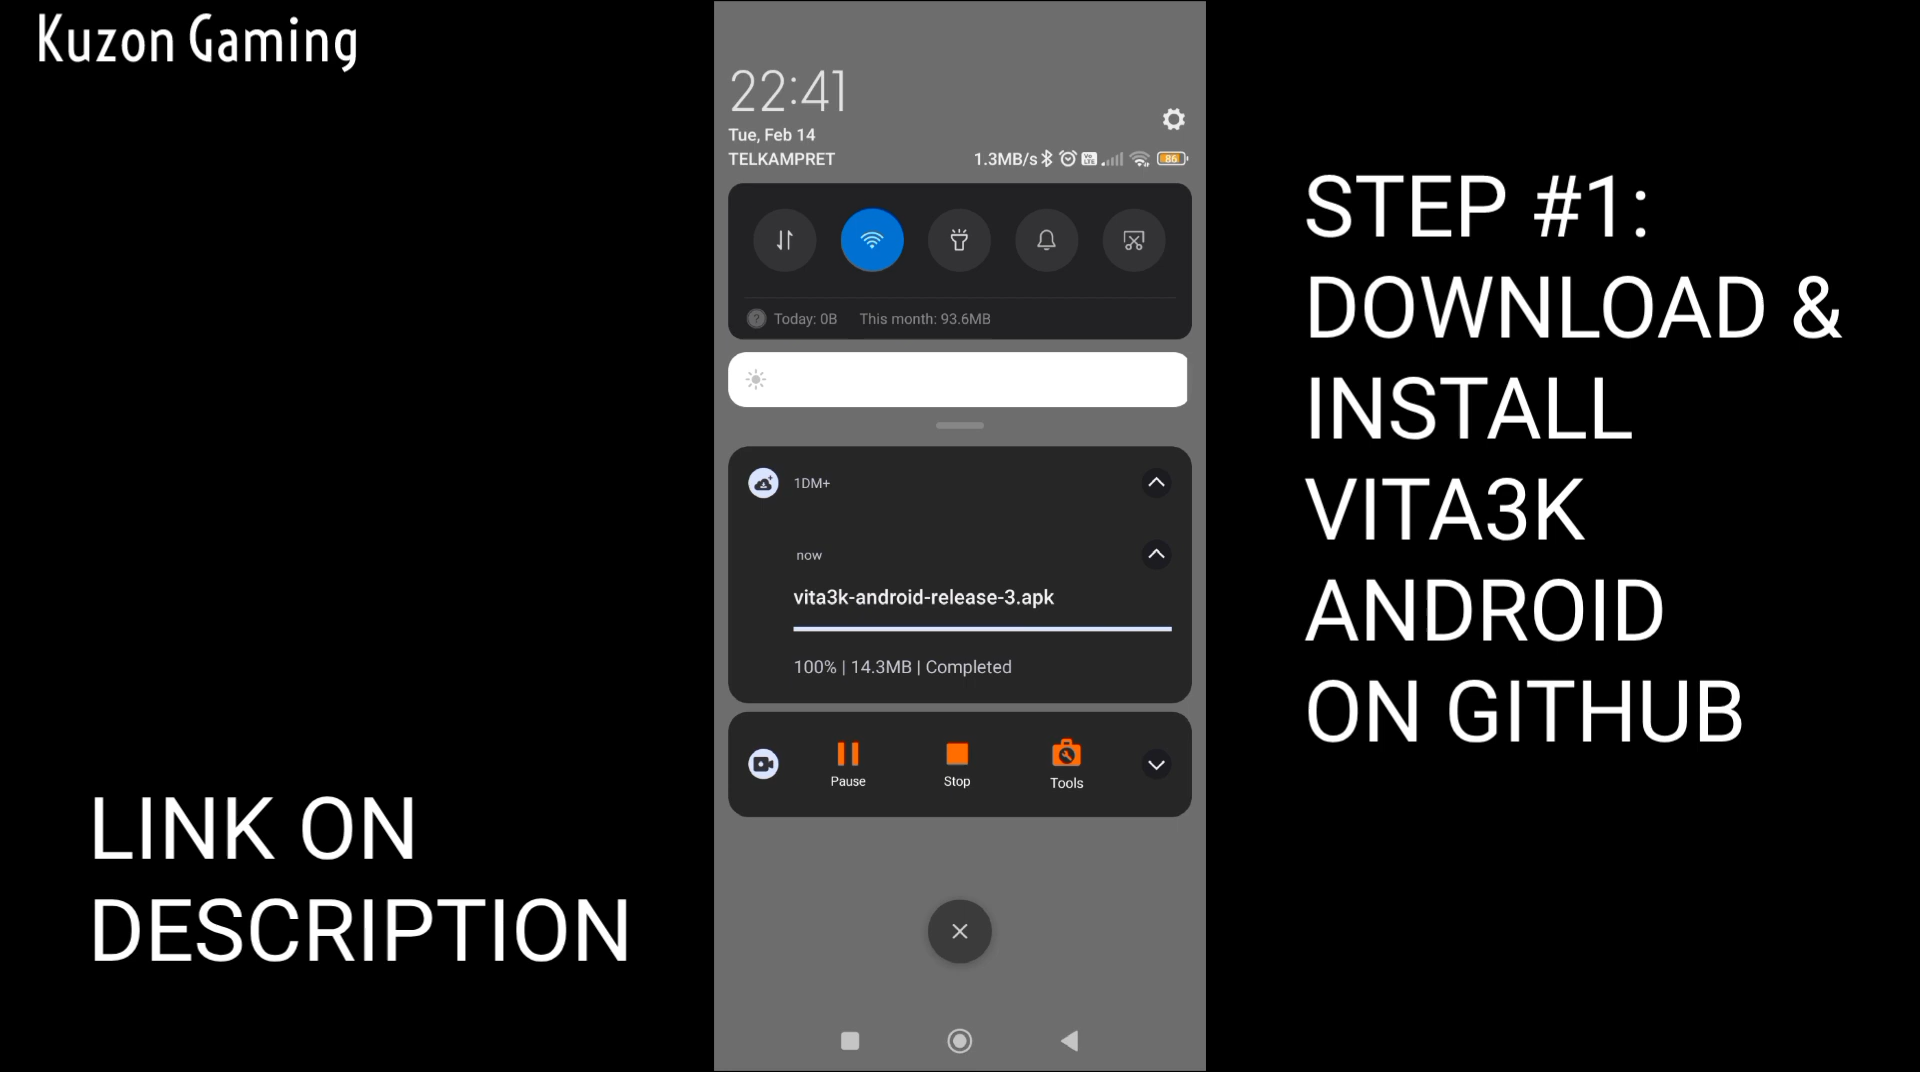 Kuzon Gaming
22:41
Tue, Feb 14
TELKAMPRET
1.3MB/s
86
Today: 0B This month: 93.6MB
1DM+
now
vita3k-android-release-3.apk
100% | 14.3MB | Completed
Pause Stop Tools
STEP #1:
DOWNLOAD &
INSTALL
VITA3K
ANDROID
ON GITHUB
LINK ON
DESCRIPTION